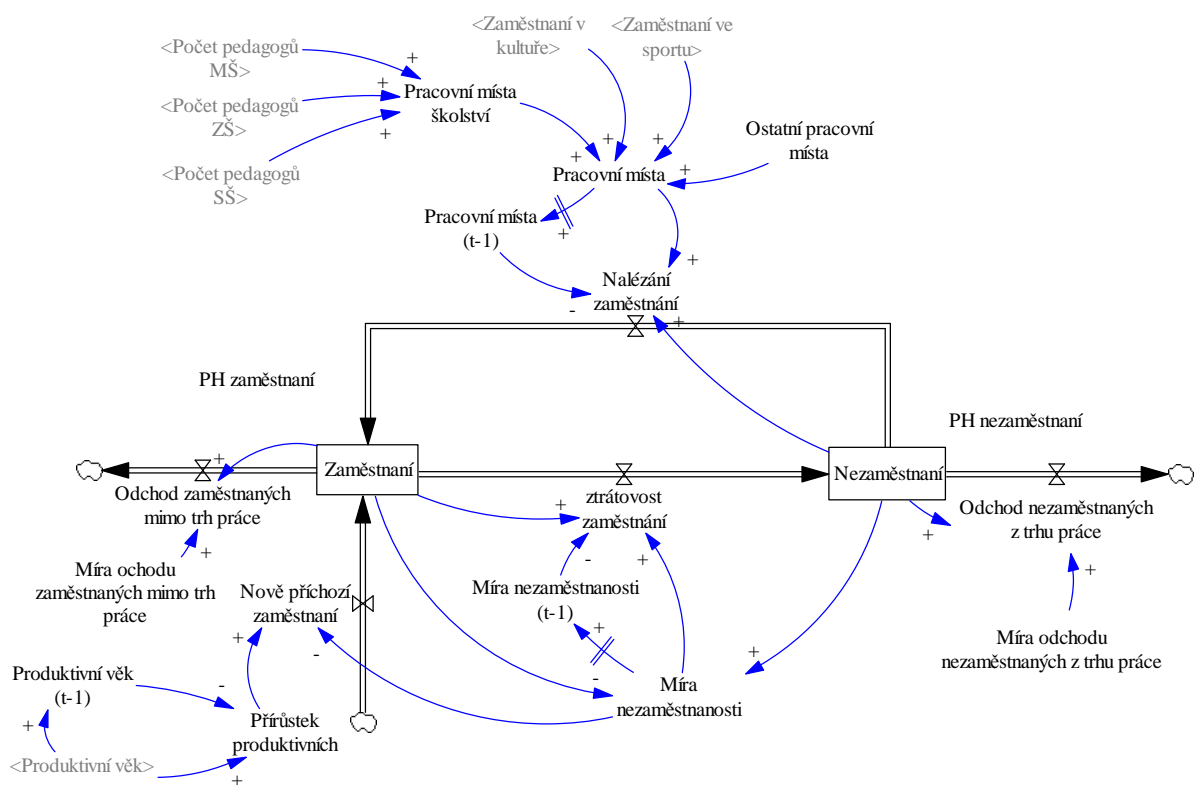 <Počet pedagogů
MŠ>
<Zaměstnaní v
kultuře>
<Zaměstnaní ve
sportu>
+
+
+
<Počet pedagogů
ZŠ>
Pracovní místa
školství
<Počet pedagogů
SŠ>
Ostatní pracovní
místa
+
+
+
+
Pracovní místa
Pracovní místa
(t-1)
+
+
Nalézání
zaměstnání
-
+
PH zaměstnaní
PH nezaměstnaní
+
Zaměstnaní
Nezaměstnaní
Odchod zaměstnaných
mimo trh práce
+
ztrátovost
zaměstnání
+
Odchod nezaměstnaných
z trhu práce
+
-
+
+
Míra ochodu
zaměstnaných mimo trh
práce
Nově příchozí
zaměstnaní
Míra nezaměstnanosti
(t-1)
+
+
-
Míra odchodu
nezaměstnaných z trhu práce
+
Produktivní věk
(t-1)
-
-
Míra
nezaměstnanosti
+
Přírůstek
produktivních
<Produktivní věk>
+